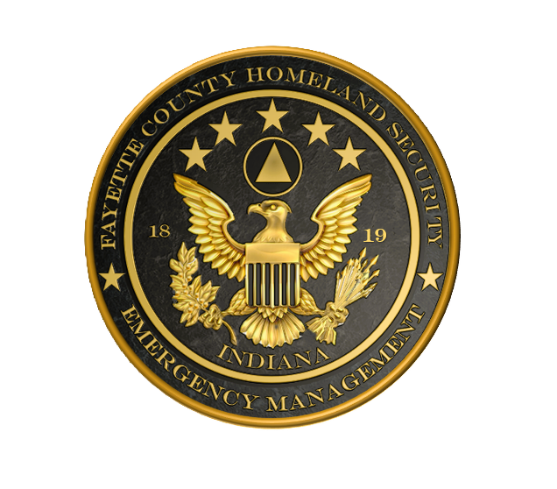 FAYETTE COUNTY HOMELAND SECURITY
18 19
INDIANA
EMERGENCY MANAGEMENT